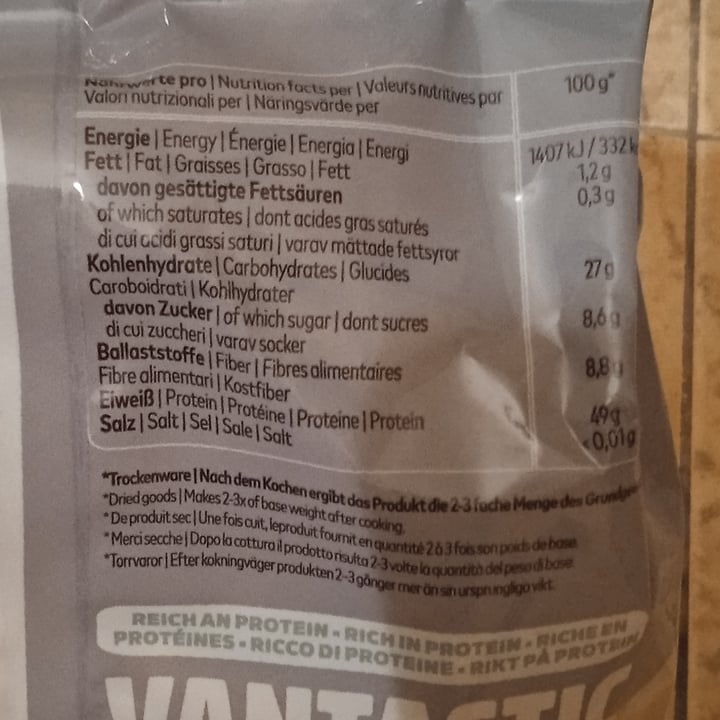 Nährwerte pro | Nutrition facts per | Valeurs nutritives par 100 g*
Valori nutrizionali per | Näringsvärde per
Energie | Energy | Énergie | Energia | Energi 1407 kJ / 332
Fett | Fat | Graisses | Grasso | Fett 1,2 g
davon gesättigte Fettsäuren 0,3 g
of which saturates | dont acides gras saturés
di cui acidi grassi saturi | varav mättade fettsyror
Kohlenhydrate | Carbohydrates | Glucides 27 g
Caroboidrati | Kohlhydrater
davon Zucker | of which sugar | dont sucres 8,6 g
di cui zuccheri | varav socker
Ballaststoffe | Fiber | Fibres alimentaires 8,8 g
Fibre alimentari | Kostfiber
Eiweiß | Protein | Protéine | Proteine | Protein 49 g
Salz | Salt | Sel | Sale | Salt <0,01g
*Trockenware | Nach dem Kochen ergibt das Produkt die 2-3 fache Menge des
*Dried goods | Makes 2-3x of base weight after cooking.
*De produit sec | Une fois cuit, leproduit fournit en quantité 2 à 3 fois son poids de base.
*Merci secche | Dopo la cottura il prodotto risulta 2-3 volte la quantità del peso di base.
*Torrvaror | Efter kokningväger produkten 2-3 gånger mer än sin ursprungliga vikt.
REICH AN PROTEIN • RICH IN PROTEIN • RICHE EN
PROTÉINES • RICCO DI PROTEINE • RIKT PÅ PROTEIN
VANTASTIC